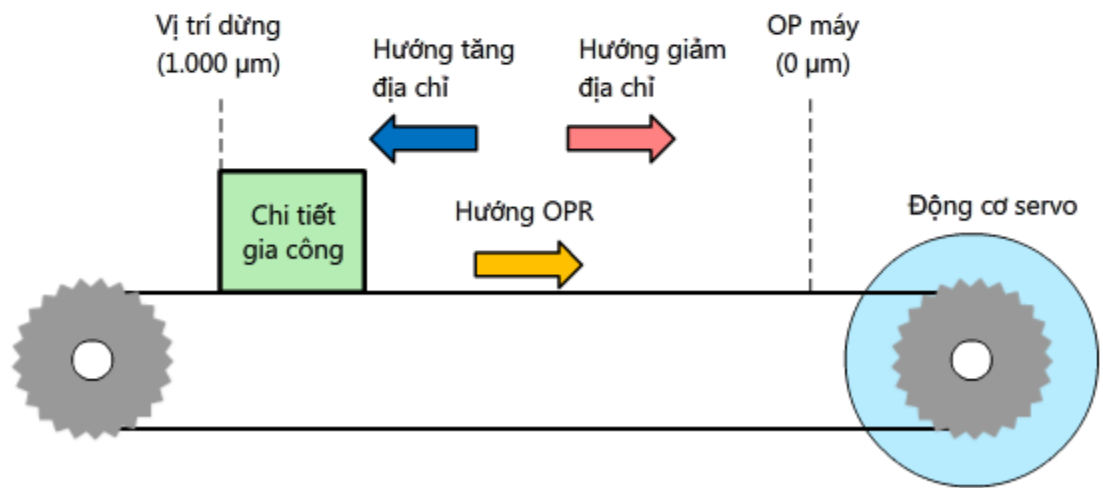 Vị trí dừng
(1.000 µm)
Hướng tăng
địa chỉ
Hướng giảm
địa chỉ
OP máy
(0 µm)
Chi tiết
gia công
Hướng OPR
Động cơ servo